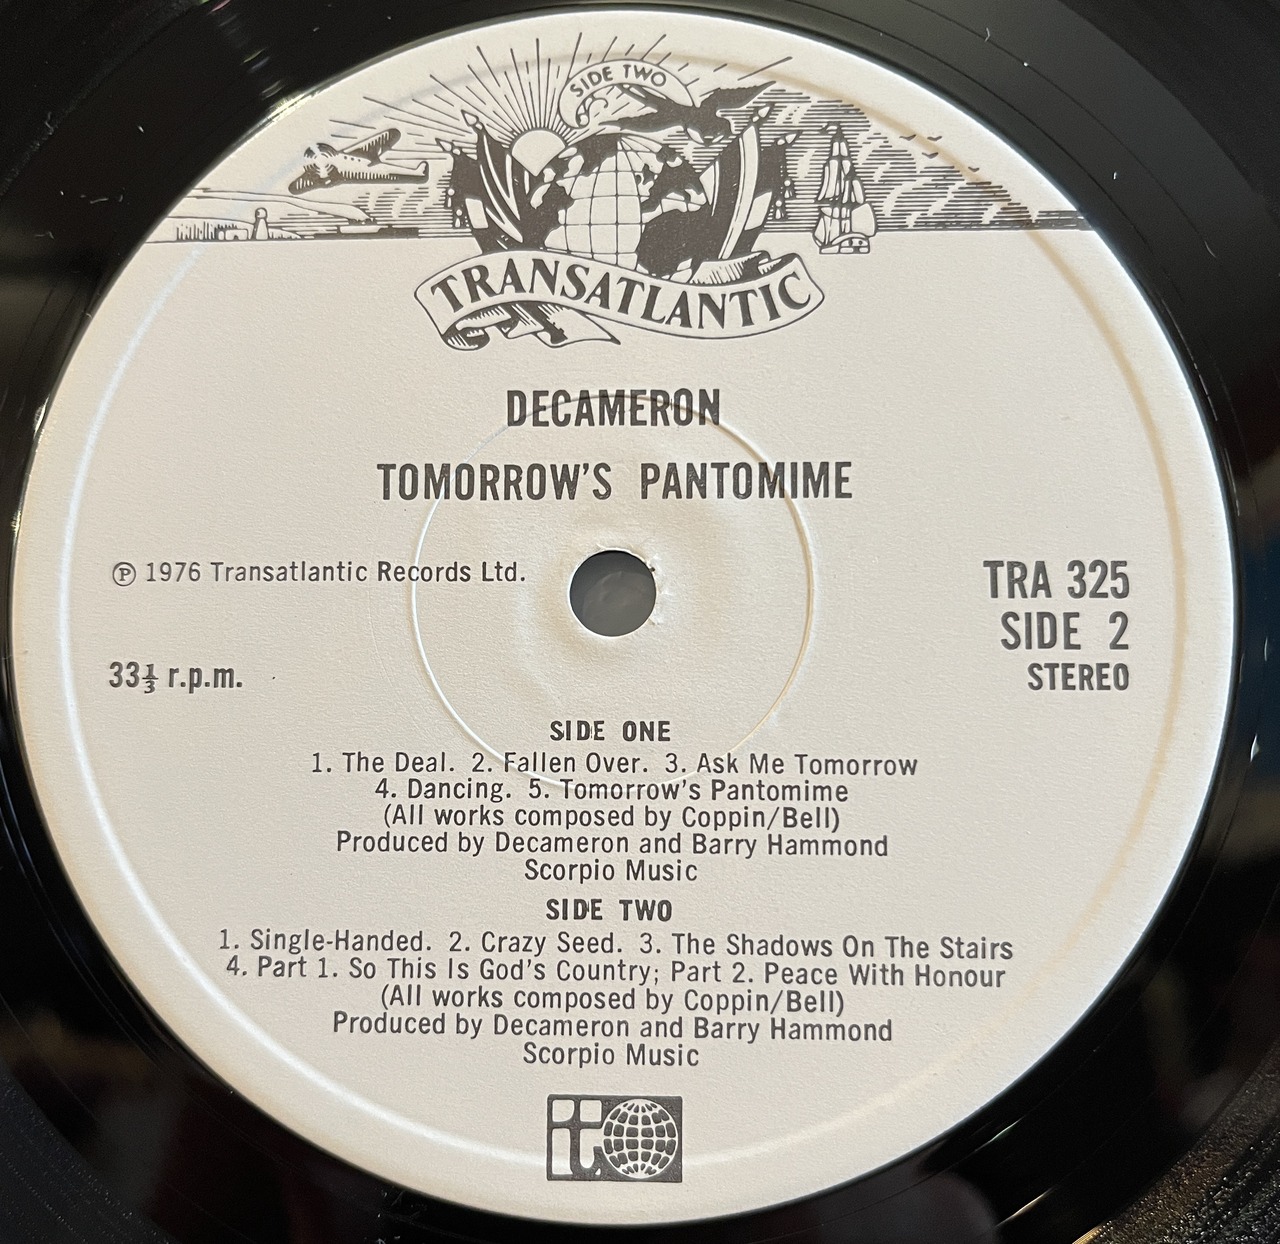 SIDE TWO
TRANSATLANTIC
DECAMERON
TOMORROW'S PANTOMIME
℗ 1976 Transatlantic Records Ltd.
TRA 325
SIDE 2
33⅓ r.p.m.
STEREO
SIDE ONE
1. The Deal. 2. Fallen Over. 3. Ask Me Tomorrow
4. Dancing. 5. Tomorrow's Pantomime
(All works composed by Coppin/Bell)
Produced by Decameron and Barry Hammond
Scorpio Music
SIDE TWO
1. Single-Handed. 2. Crazy Seed. 3. The Shadows On The Stairs
4. Part 1. So This Is God's Country; Part 2. Peace With Honour
(All works composed by Coppin/Bell)
Produced by Decameron and Barry Hammond
Scorpio Music